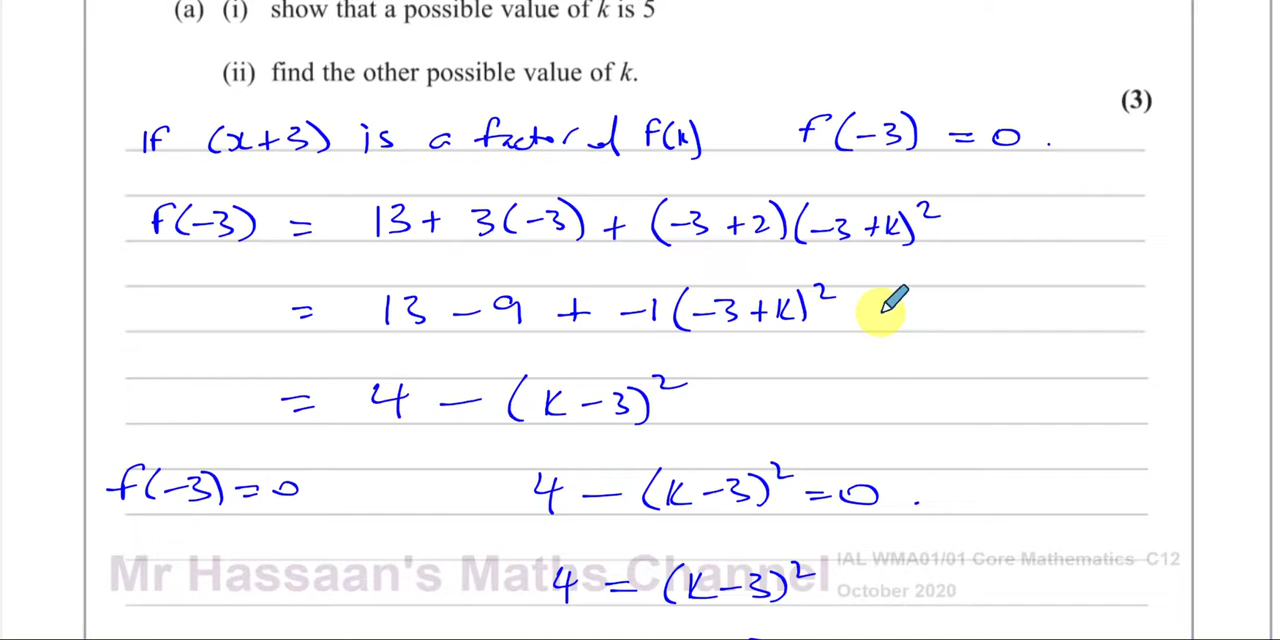 (a) (i) show that a possible value of k is 5
(ii) find the other possible value of k.
(3)
If (x+3) is a factor of f(x) f(-3) = 0 .
f(-3) = 13 + 3(-3) + (-3 +2)(-3 +k)²
= 13 - 9 + -1(-3+k)²
= 4 - (k-3)²
f(-3) = 0 4 - (k-3)² = 0 .
Mr Hassaan's Maths Channel
IAL WMA01/01 Core Mathematics C12
October 2020
4 = (k-3)²